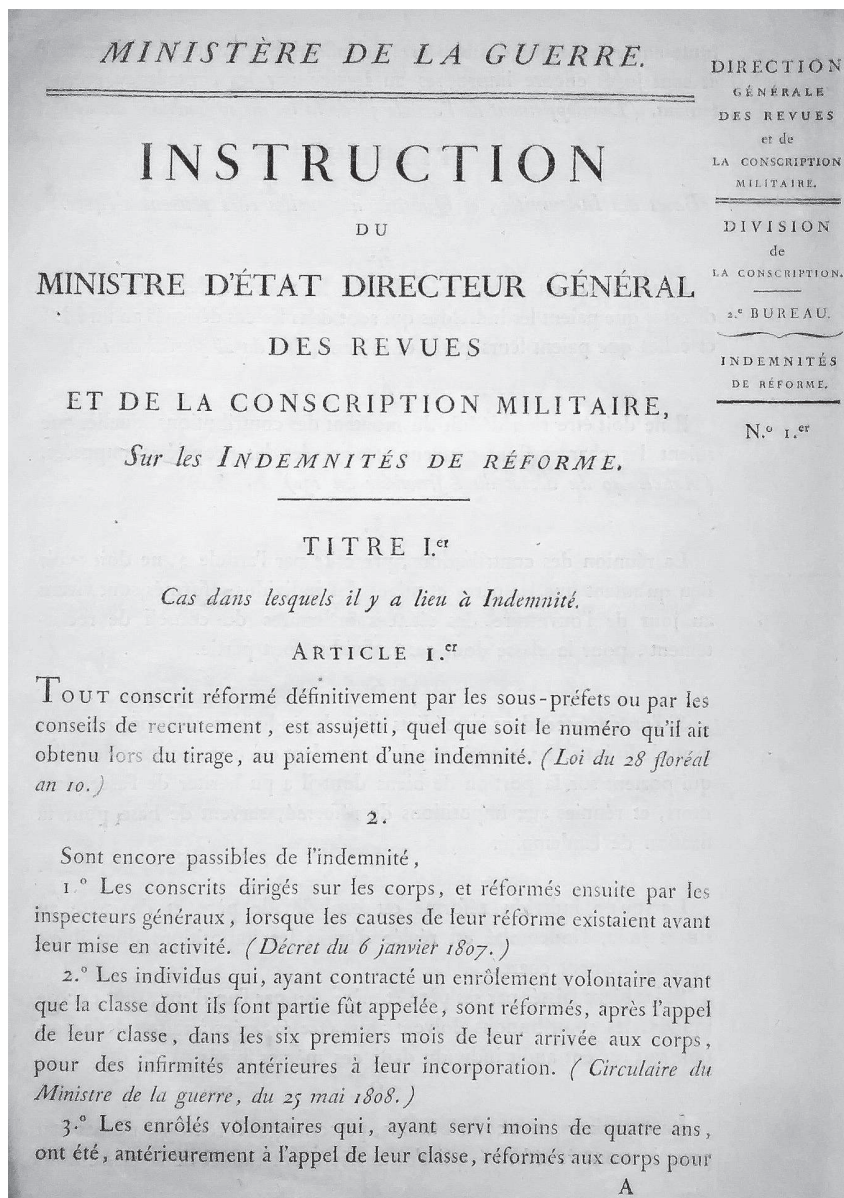 MINISTÈRE DE LA GUERRE.
INSTRUCTION
DU
MINISTRE D'ÉTAT DIRECTEUR GÉNÉRAL
DES REVUES
ET DE LA CONSCRIPTION MILITAIRE,
Sur les INDEMNITÉS DE RÉFORME.
DIRECTION
GÉNÉRALE
DES REVUES
et de
LA CONSCRIPTION
MILITAIRE.
DIVISION
de
LA CONSCRIPTION.
2.e BUREAU.
INDEMNITÉS
DE RÉFORME.
N.o 1.er
TITRE I.er
Cas dans lesquels il y a lieu à Indemnité.
ARTICLE 1.er
TOUT conscrit réformé définitivement par les sous-préfets ou par les
conseils de recrutement, est assujetti, quel que soit le numéro qu'il ait
obtenu lors du tirage, au paiement d'une indemnité. (Loi du 28 floréal
an 10.)
2.
Sont encore passibles de l'indemnité,
1.o Les conscrits dirigés sur les corps, et réformés ensuite par les
inspecteurs généraux, lorsque les causes de leur réforme existaient avant
leur mise en activité. (Décret du 6 janvier 1807.)
2.o Les individus qui, ayant contracté un enrôlement volontaire avant
que la classe dont ils font partie fût appelée, sont réformés, après l'appel
de leur classe, dans les six premiers mois de leur arrivée aux corps,
pour des infirmités antérieures à leur incorporation. (Circulaire du
Ministre de la guerre, du 25 mai 1808.)
3.o Les enrôlés volontaires qui, ayant servi moins de quatre ans,
ont été, antérieurement à l'appel de leur classe, réformés aux corps pour
A